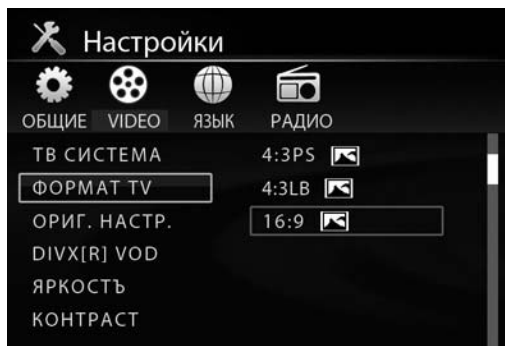 Настройки
ОБЩИЕ VIDEO ЯЗЫК РАДИО
ТВ СИСТЕМА 4:3PS
ФОРМАТ TV 4:3LB
ОРИГ. НАСТР. 16:9
DIVX[R] VOD
ЯРКОСТЪ
КОНТРАСТ